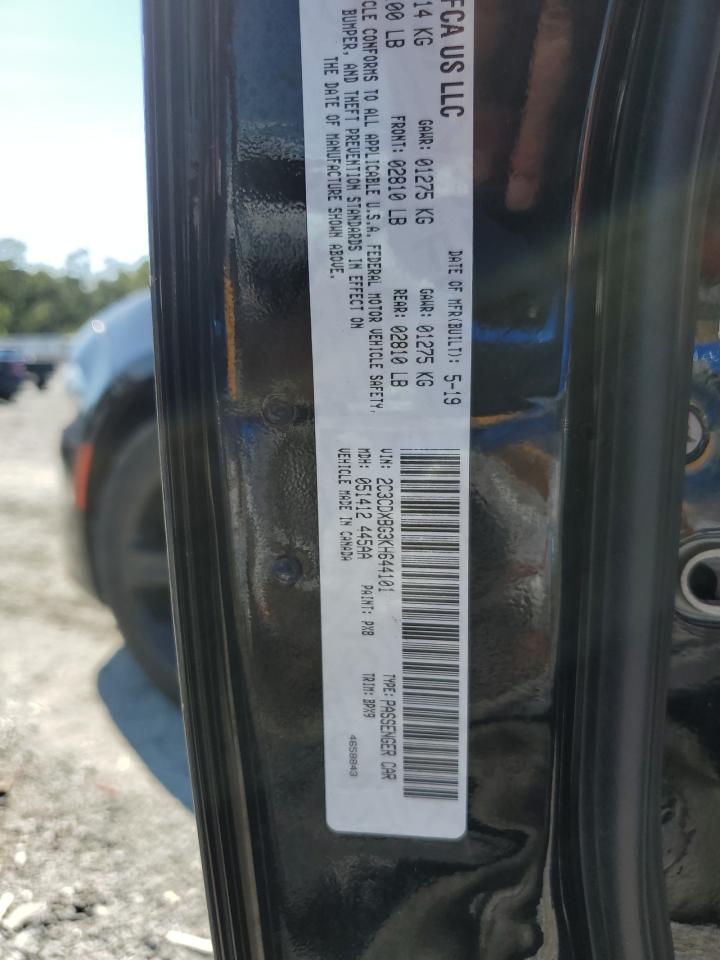 FCA US LLC
DATE OF MFR(BUILT): 5-19
14 KG GAWR: 01275 KG GAWR: 01275 KG
00 LB FRONT: 02810 LB REAR: 02810 LB
CLE CONFORMS TO ALL APPLICABLE U.S.A. FEDERAL MOTOR VEHICLE SAFETY,
BUMPER, AND THEFT PREVENTION STANDARDS IN EFFECT ON
THE DATE OF MANUFACTURE SHOWN ABOVE.
VIN: 2C3CDXBG3KH644101 TYPE: PASSENGER CAR
MDH: 051412 445AA PAINT: PX8 TRIM: BPX9
VEHICLE MADE IN CANADA 4658843